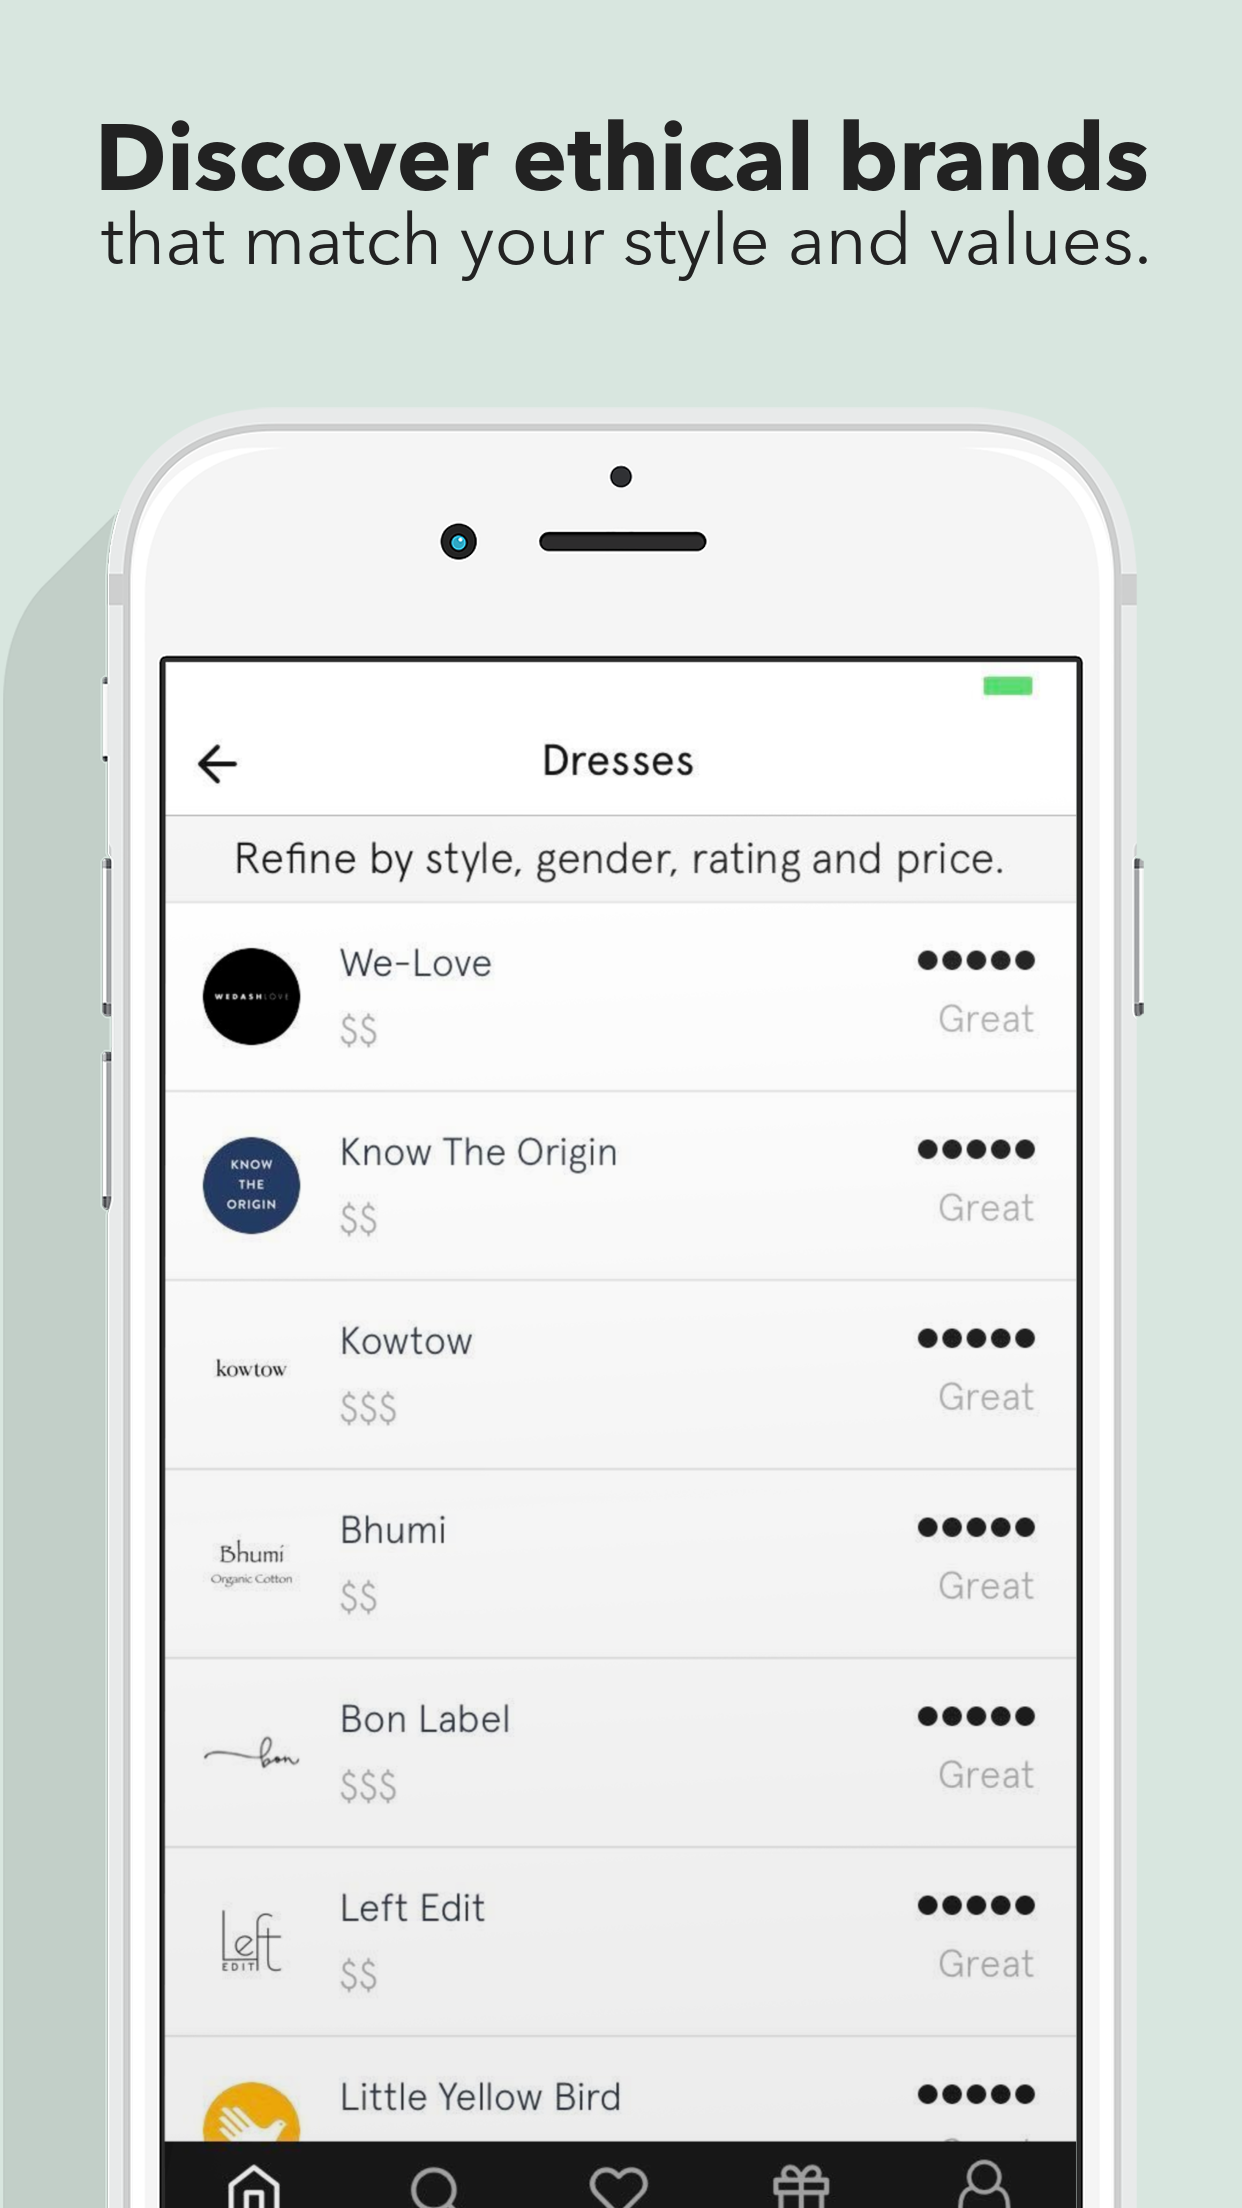 Discover ethical brands
that match your style and values.
Dresses
Refine by style, gender, rating and price.
WEDASHLOVE
We-Love
$$
Great
KNOW
THE
ORIGIN
Know The Origin
$$
Great
kowtow
Kowtow
$$$
Great
Bhumi
Organic Cotton
Bhumi
$$
Great
bon
Bon Label
$$$
Great
Left
EDIT
Left Edit
$$
Great
Little Yellow Bird